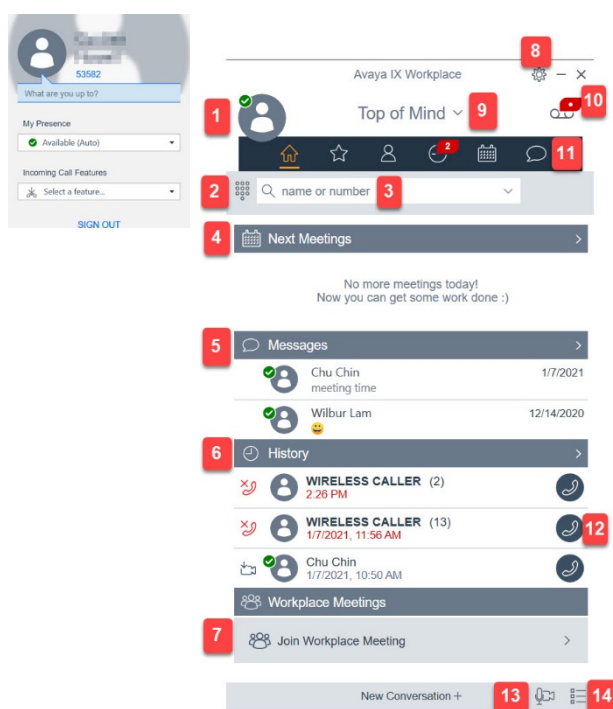 53582
What are you up to?
My Presence
Available (Auto)
Incoming Call Features
Select a feature...
SIGN OUT
8
Avaya IX Workplace
1
Top of Mind
9
10
2
11
2
name or number
3
4
Next Meetings
No more meetings today!
Now you can get some work done :)
5
Messages
Chu Chin
1/7/2021
meeting time
Wilbur Lam
12/14/2020
6
History
WIRELESS CALLER (2)
2:26 PM
WIRELESS CALLER (13)
12
1/7/2021, 11:56 AM
Chu Chin
1/7/2021, 10:50 AM
Workplace Meetings
7
Join Workplace Meeting
New Conversation +
13
14